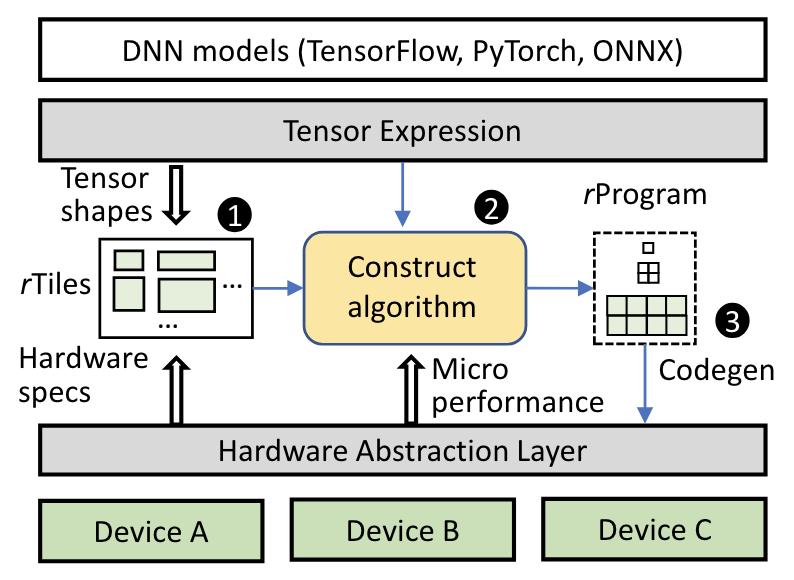 DNN models (TensorFlow, PyTorch, ONNX)
Tensor Expression
Tensor
shapes
1
2
rProgram
rTiles
...
...
Construct
algorithm
3
Hardware
specs
Micro
performance
Codegen
Hardware Abstraction Layer
Device A
Device B
Device C